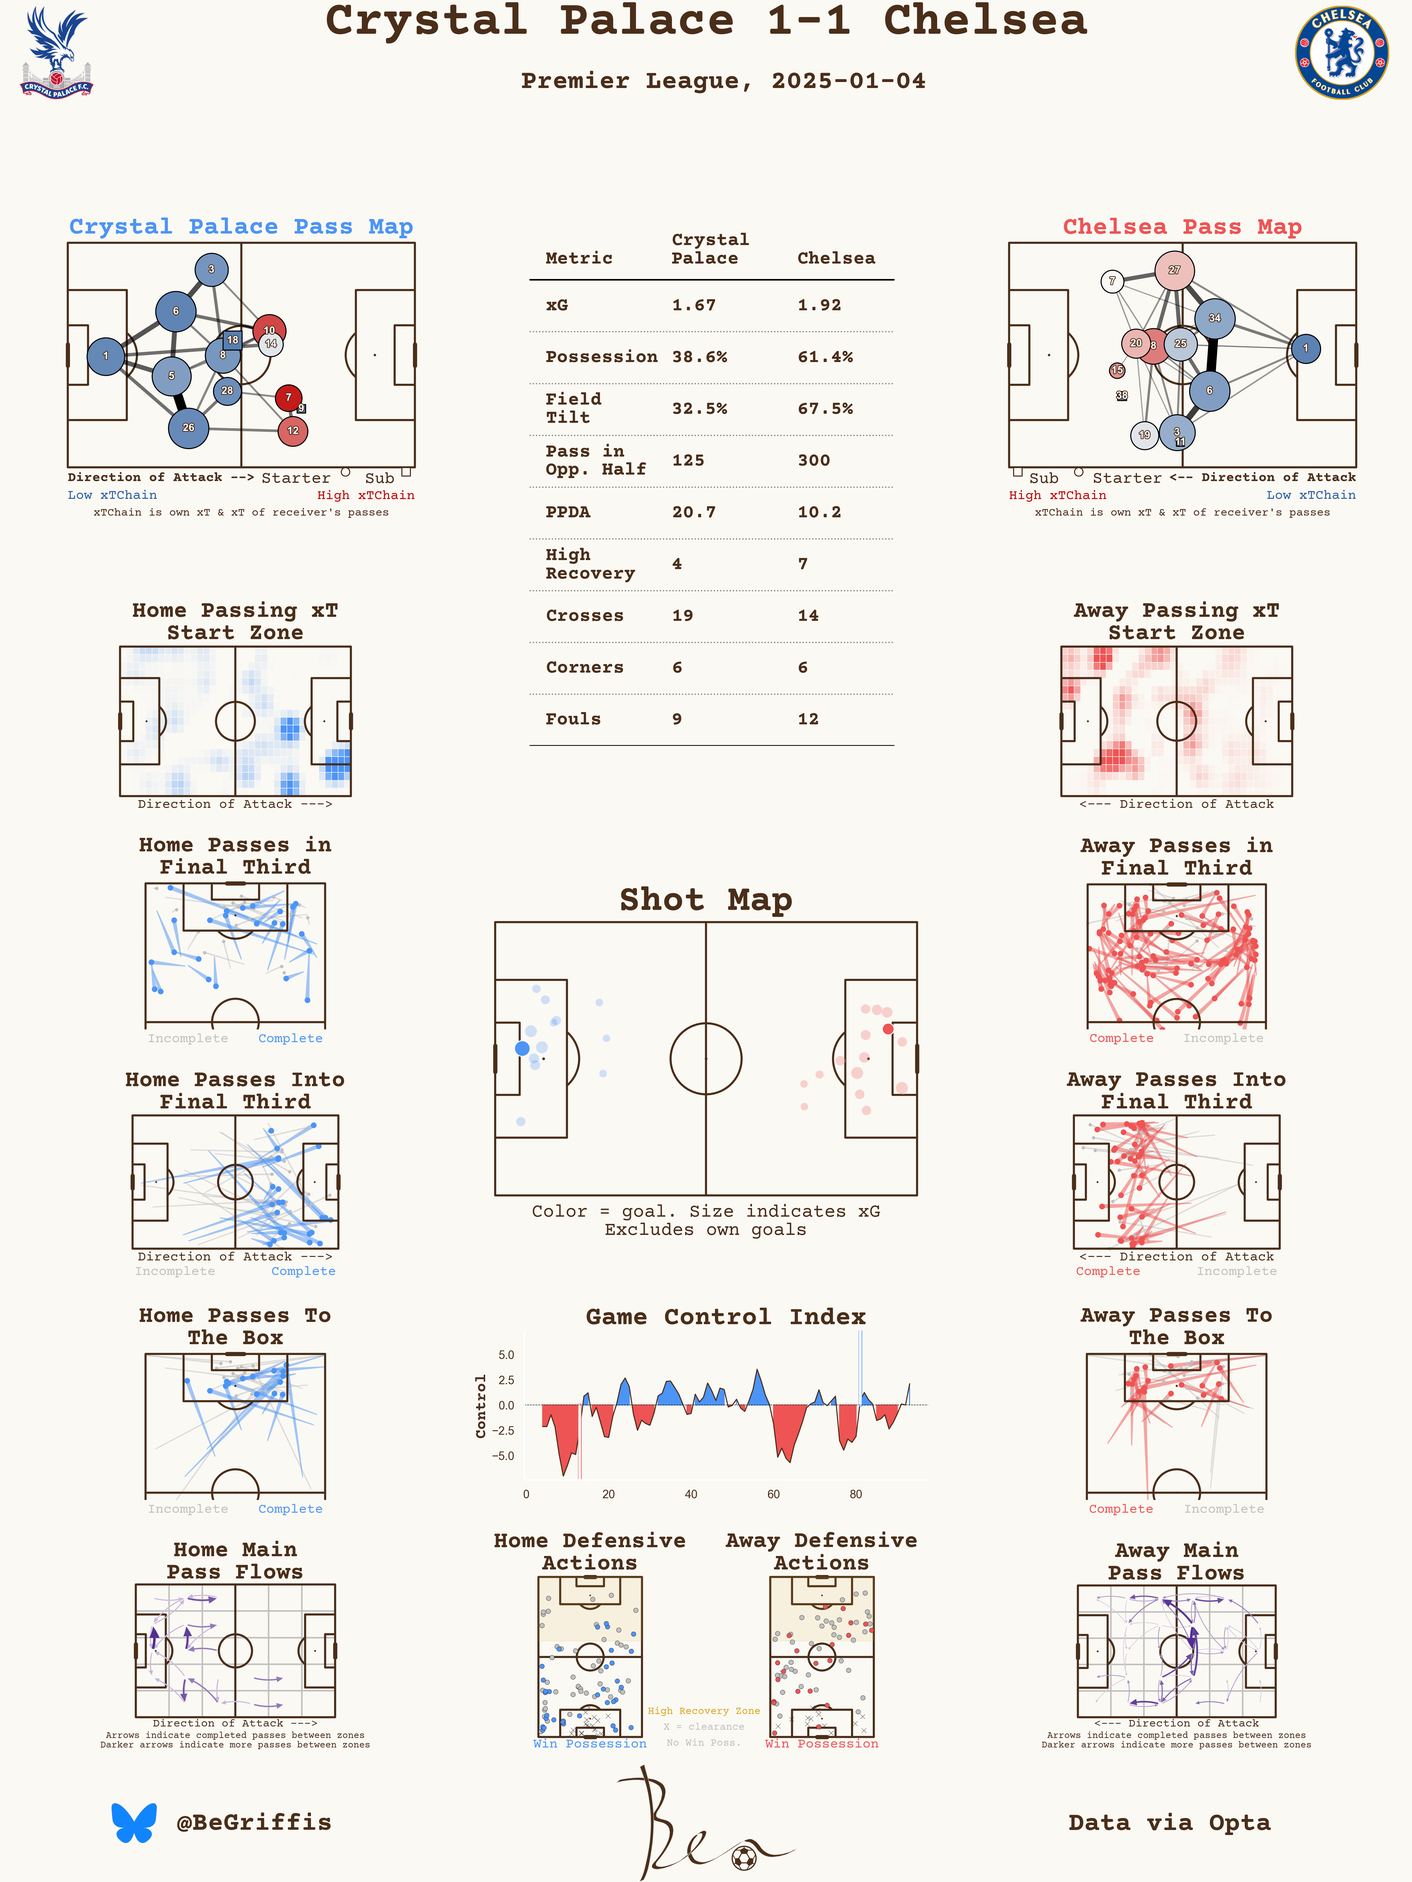 Crystal Palace 1-1 Chelsea
Premier League, 2025-01-04
CRYSTAL PALACE F.C.
CHELSEA
FOOTBALL CLUB
Crystal Palace Pass Map
3
6
10
18
14
1
8
5
28
7
9
26
12
Direction of Attack --> Starter Sub
Low xTChain High xTChain
xTChain is own xT & xT of receiver's passes
Metric Crystal Palace Chelsea
xG 1.67 1.92
Possession 38.6% 61.4%
Field Tilt 32.5% 67.5%
Pass in Opp. Half 125 300
PPDA 20.7 10.2
High Recovery 4 7
Crosses 19 14
Corners 6 6
Fouls 9 12
Chelsea Pass Map
7
27
34
20
8
25
1
15
38
6
19
3
11
Sub Starter <-- Direction of Attack
High xTChain Low xTChain
xTChain is own xT & xT of receiver's passes
Home Passing xT
Start Zone
Direction of Attack --->
Away Passing xT
Start Zone
<--- Direction of Attack
Home Passes in
Final Third
Incomplete Complete
Away Passes in
Final Third
Complete Incomplete
Shot Map
Color = goal. Size indicates xG
Excludes own goals
Home Passes Into
Final Third
Direction of Attack --->
Incomplete Complete
Away Passes Into
Final Third
<--- Direction of Attack
Complete Incomplete
Home Passes To
The Box
Incomplete Complete
Game Control Index
Control
5.0
2.5
0.0
−2.5
−5.0
0 20 40 60 80
Away Passes To
The Box
Complete Incomplete
Home Main
Pass Flows
Direction of Attack --->
Arrows indicate completed passes between zones
Darker arrows indicate more passes between zones
Home Defensive
Actions
Win Possession
Away Defensive
Actions
Win Possession
High Recovery Zone
X = clearance
No Win Poss.
Away Main
Pass Flows
<--- Direction of Attack
Arrows indicate completed passes between zones
Darker arrows indicate more passes between zones
@BeGriffis
Ben
Data via Opta